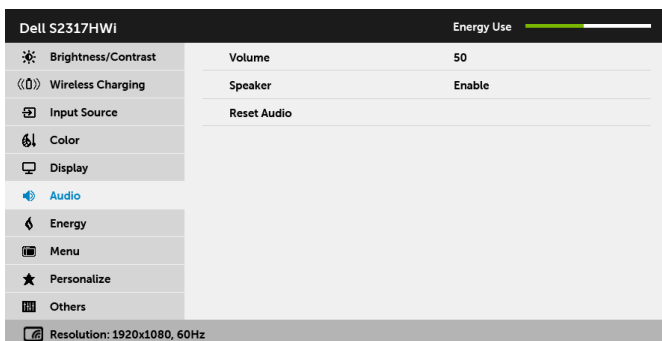 Dell S2317HWi Energy Use
Brightness/Contrast Volume 50
Wireless Charging Speaker Enable
Input Source Reset Audio
Color
Display
Audio
Energy
Menu
Personalize
Others
Resolution: 1920x1080, 60Hz